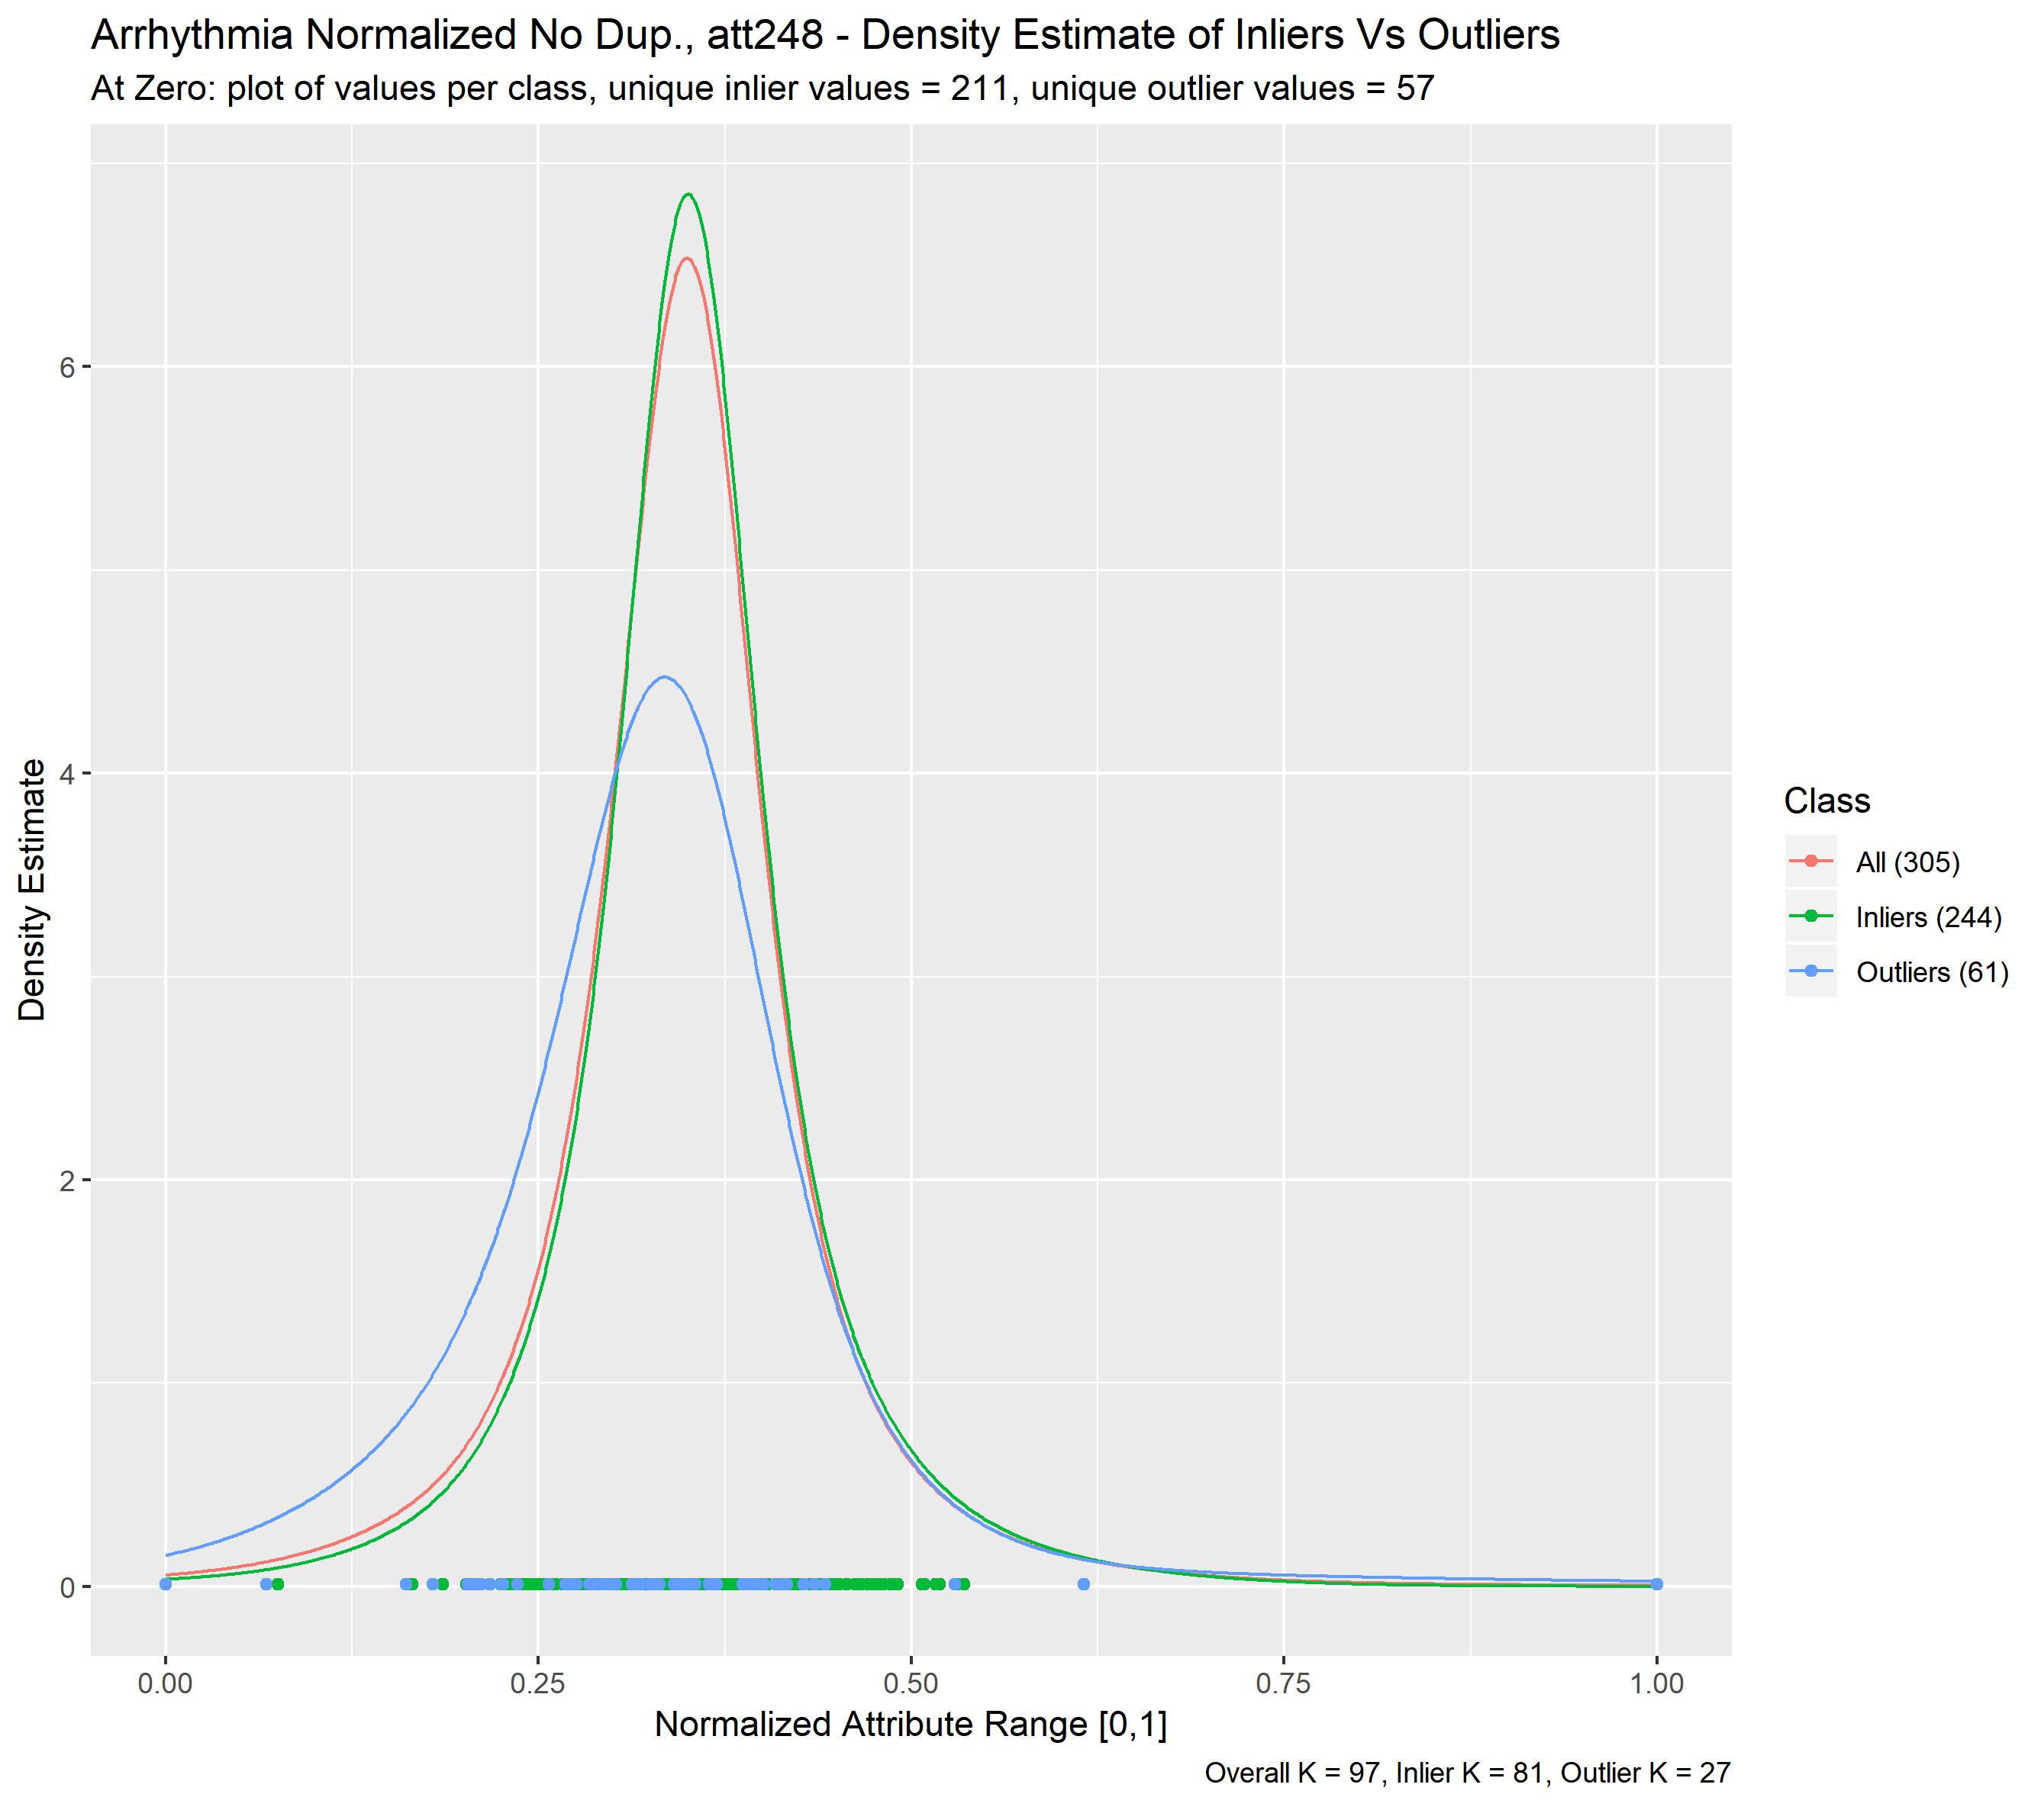 Arrhythmia Normalized No Dup., att248 - Density Estimate of Inliers Vs Outliers
At Zero: plot of values per class, unique inlier values = 211, unique outlier values = 57
Density Estimate
6
4
2
0
0.00 0.25 0.50 0.75 1.00
Normalized Attribute Range [0,1]
Class
All (305)
Inliers (244)
Outliers (61)
Overall K = 97, Inlier K = 81, Outlier K = 27